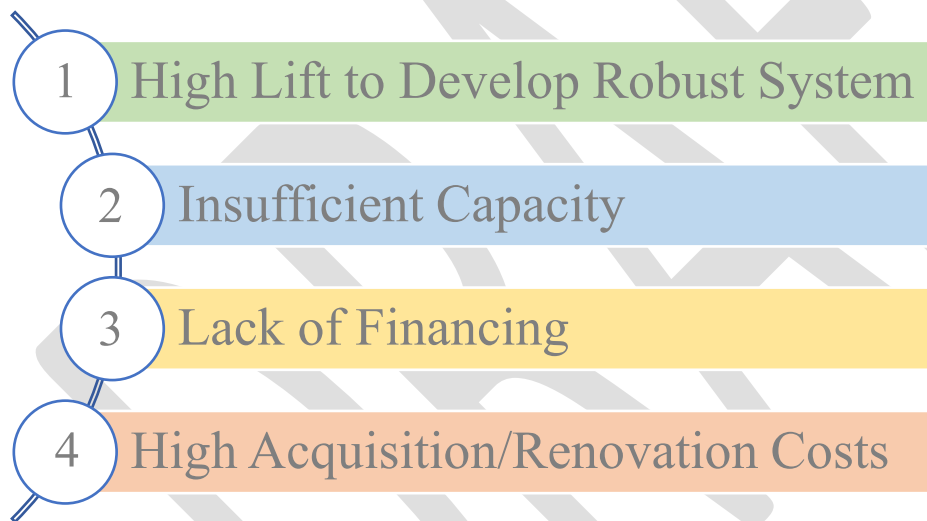 1 High Lift to Develop Robust System
2 Insufficient Capacity
3 Lack of Financing
4 High Acquisition/Renovation Costs